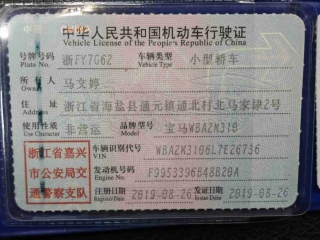 中华人民共和国机动车行驶证
Vehicle License of the People's Republic of China
号牌号码 浙FY7G62 车辆类型 小型轿车
Plate No. Vehicle Type
所有人 马文婷
Owner
住址 浙江省海盐县通元镇通北村北马家埭2号
Address
使用性质 非营运 品牌型号 宝马WBA2K310
Use Character Model
浙江省嘉兴
市公安局交
通警察支队
车辆识别代号 WBA2K3106L7E26736
VIN
发动机号码 F9953396B48B20A
Engine No.
注册日期 2019-08-26 发证日期 2019-08-26
Register Date Issue Date